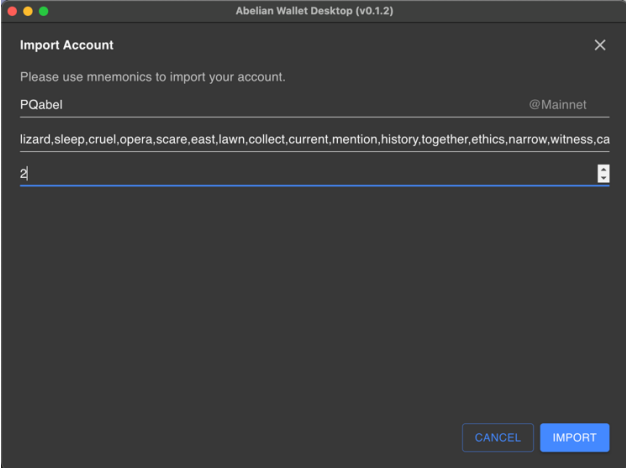 Abelian Wallet Desktop (v0.1.2)
Import Account
Please use mnemonics to import your account.
PQabel @Mainnet
lizard,sleep,cruel,opera,scare,east,lawn,collect,current,mention,history,together,ethics,narrow,witness,ca
2
CANCEL IMPORT